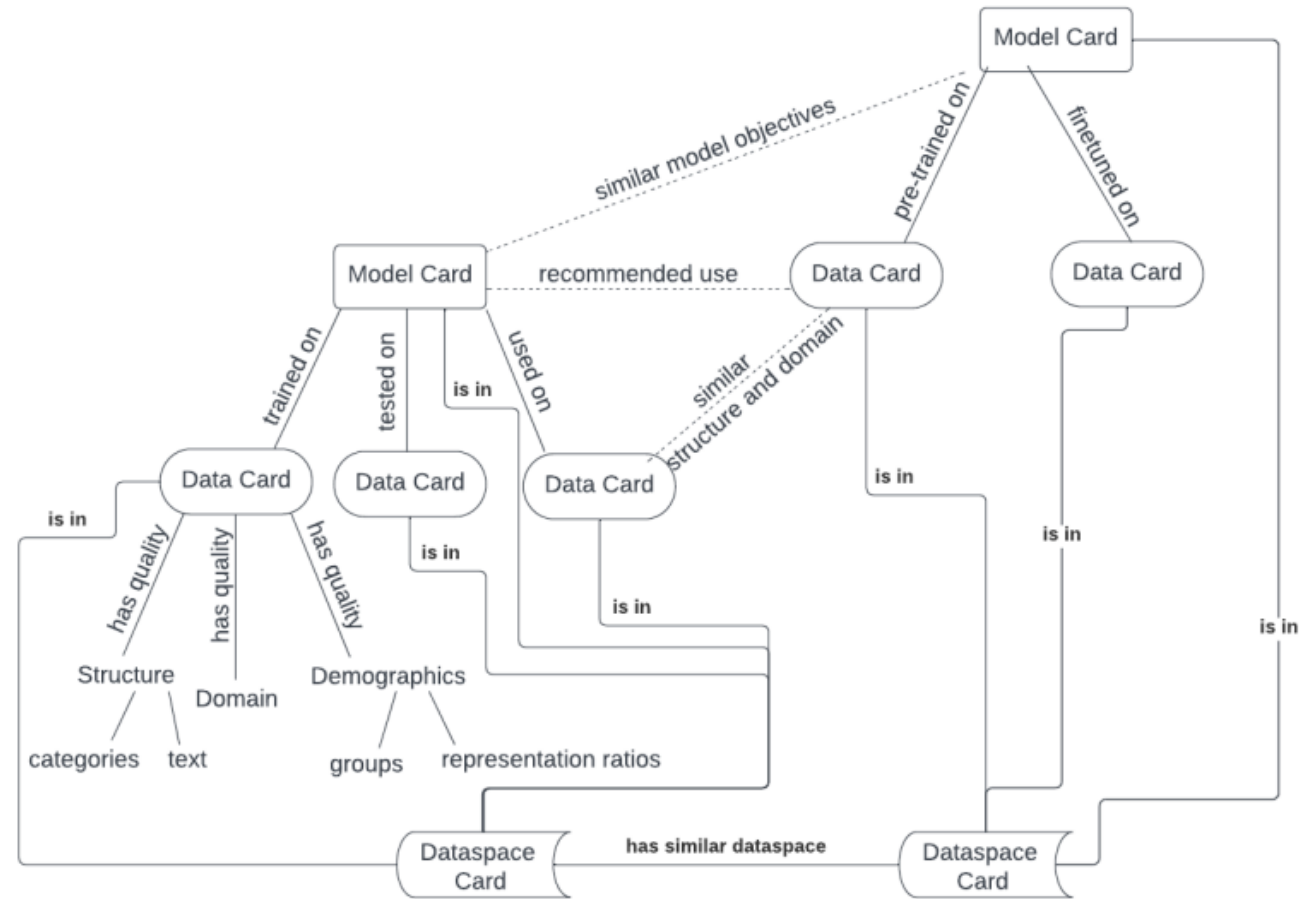 Model Card
similar model objectives
pre-trained on
finetuned on
Model Card
recommended use
Data Card
Data Card
trained on
tested on
is in
used on
similar
structure and domain
Data Card
Data Card
Data Card
is in
is in
has quality
has quality
has quality
is in
is in
is in
is in
Structure
Domain
Demographics
categories
text
groups
representation ratios
Dataspace
Card
has similar dataspace
Dataspace
Card